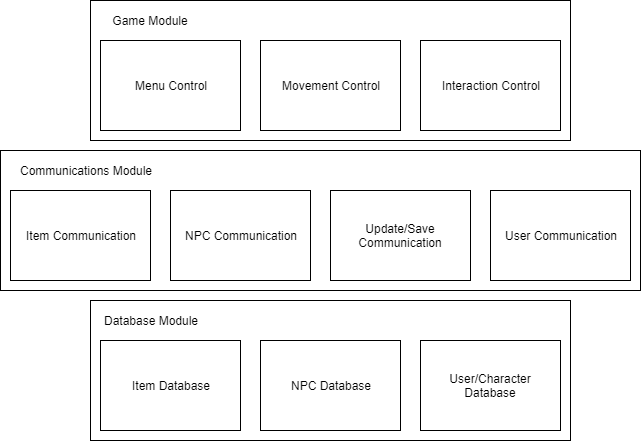 Game Module
Menu Control
Movement Control
Interaction Control
Communications Module
Item Communication
NPC Communication
Update/Save
Communication
User Communication
Database Module
Item Database
NPC Database
User/Character
Database